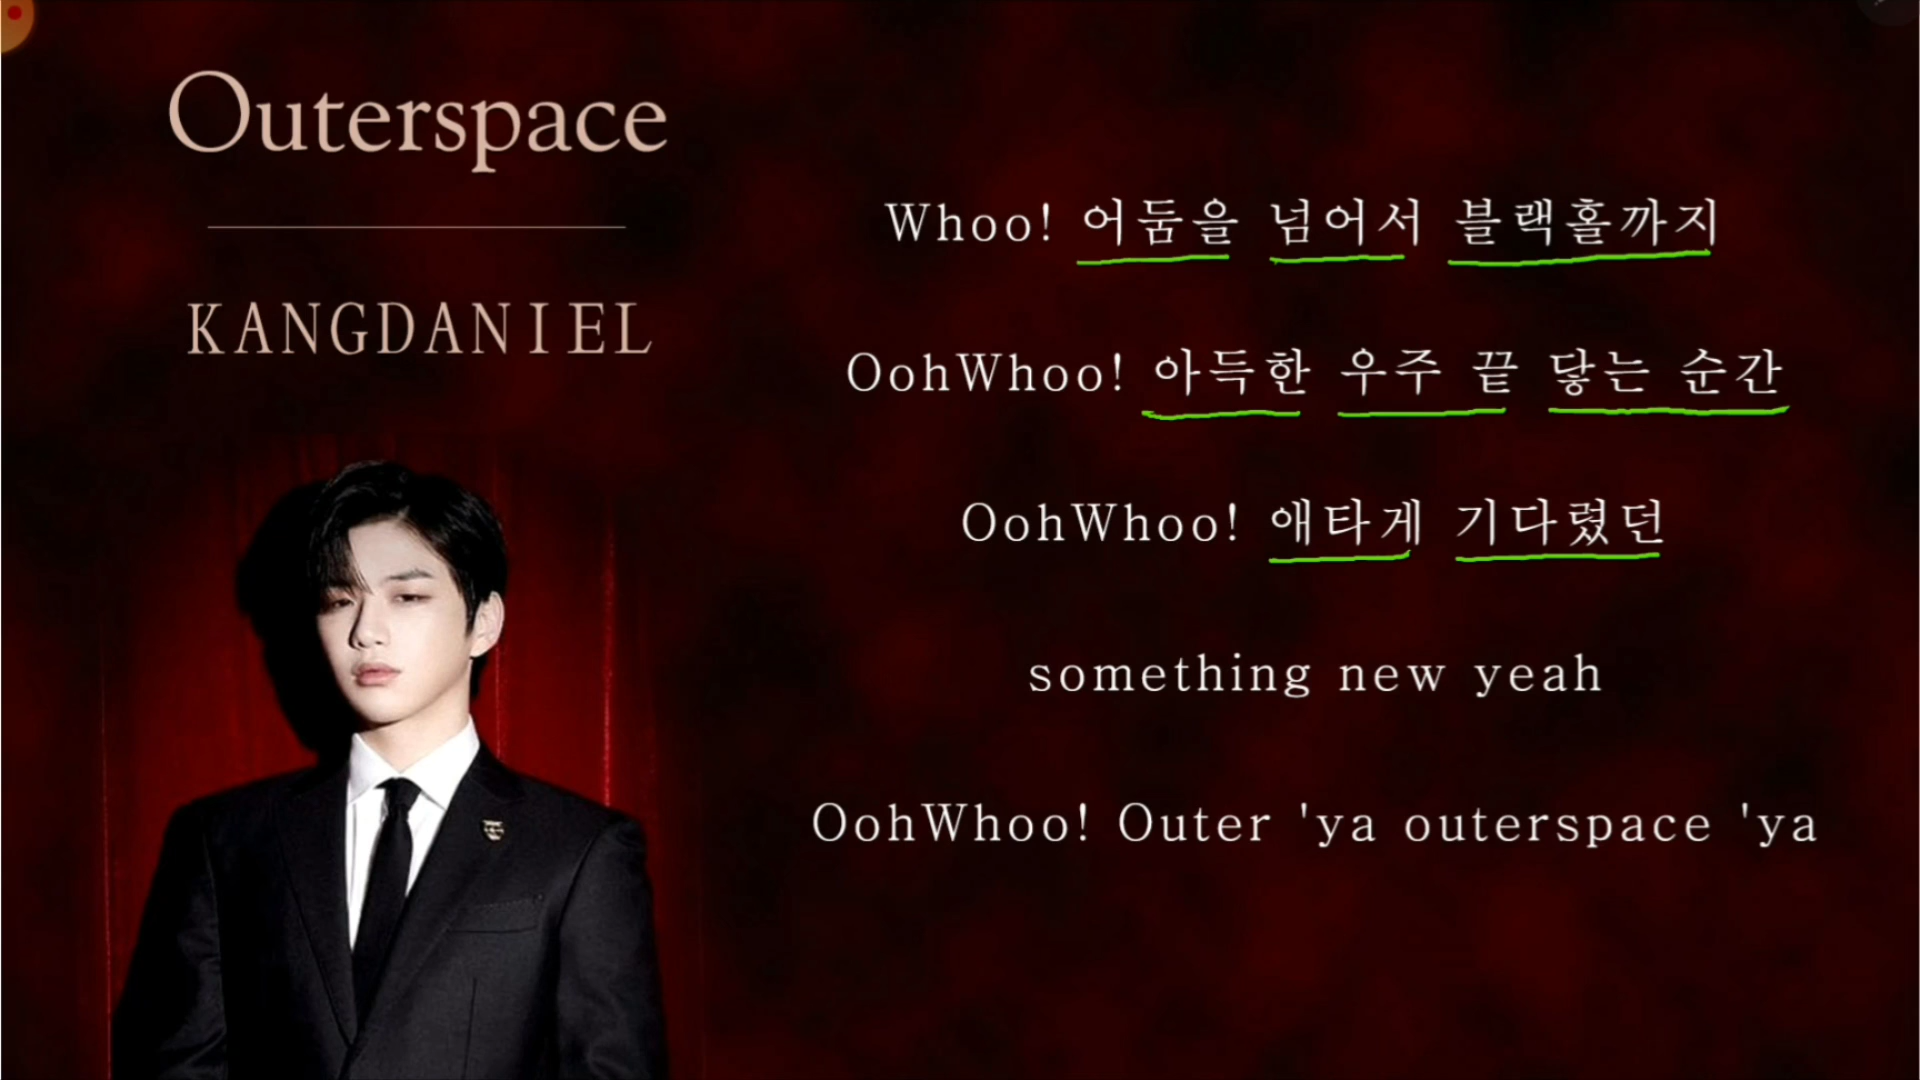 Outerspace
KANGDANIEL
Whoo! 어둠을 넘어서 블랙홀까지
OohWhoo! 아득한 우주 끝 닿는 순간
OohWhoo! 애타게 기다렸던
something new yeah
OohWhoo! Outer 'ya outerspace 'ya